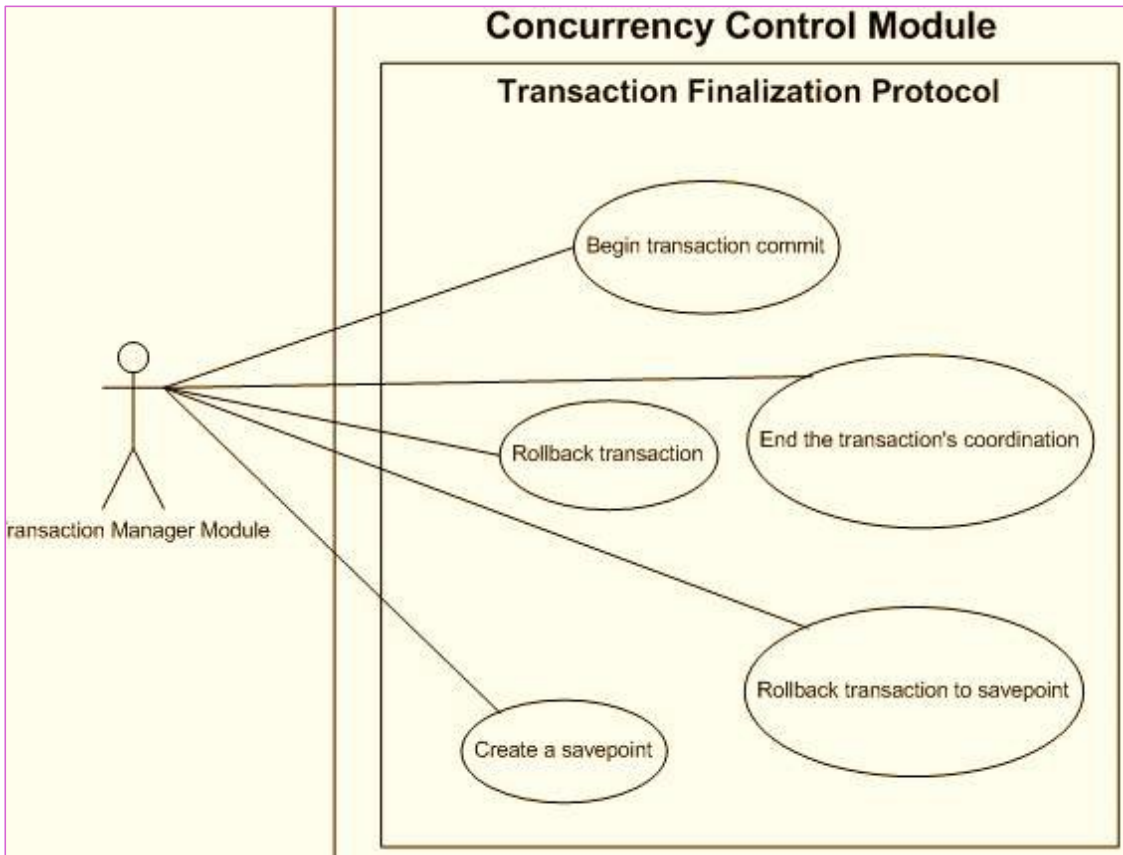 Concurrency Control Module
Transaction Finalization Protocol
Begin transaction commit
End the transaction's coordination
Rollback transaction
ransaction Manager Module
Rollback transaction to savepoint
Create a savepoint